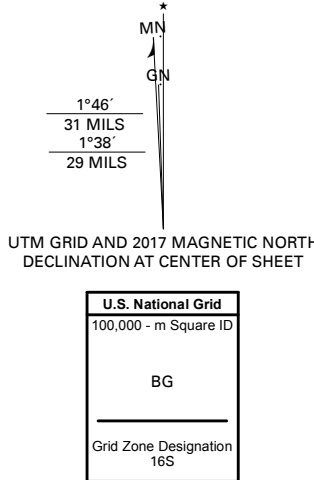 MN
GN
1°46´
31 MILS
1°38´
29 MILS
UTM GRID AND 2017 MAGNETIC NORTH
DECLINATION AT CENTER OF SHEET
U.S. National Grid
100,000 - m Square ID
BG
Grid Zone Designation
16S